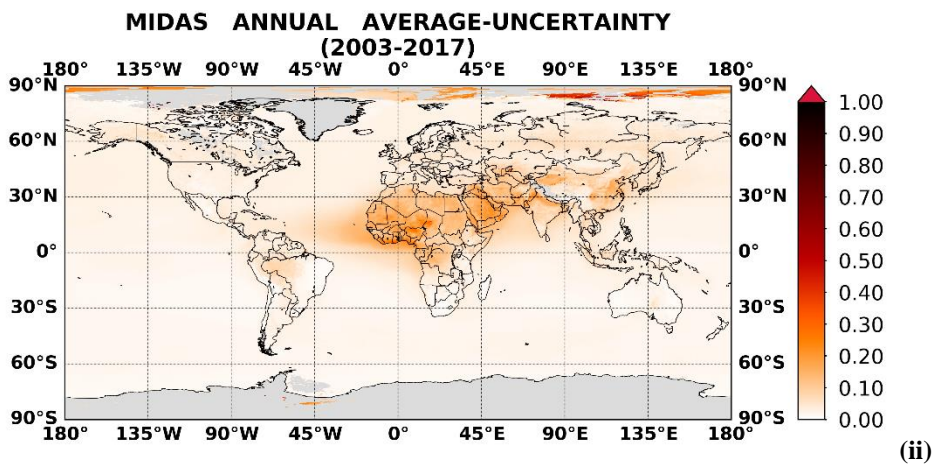 MIDAS ANNUAL AVERAGE-UNCERTAINTY
(2003-2017)
180° 135°W 90°W 45°W 0° 45°E 90°E 135°E 180°
90°N 90°N
60°N 60°N
30°N 30°N
0° 0°
30°S 30°S
60°S 60°S
90°S 90°S
180° 135°W 90°W 45°W 0° 45°E 90°E 135°E 180°
1.00
0.90
0.80
0.70
0.60
0.50
0.40
0.30
0.20
0.10
0.00
(ii)